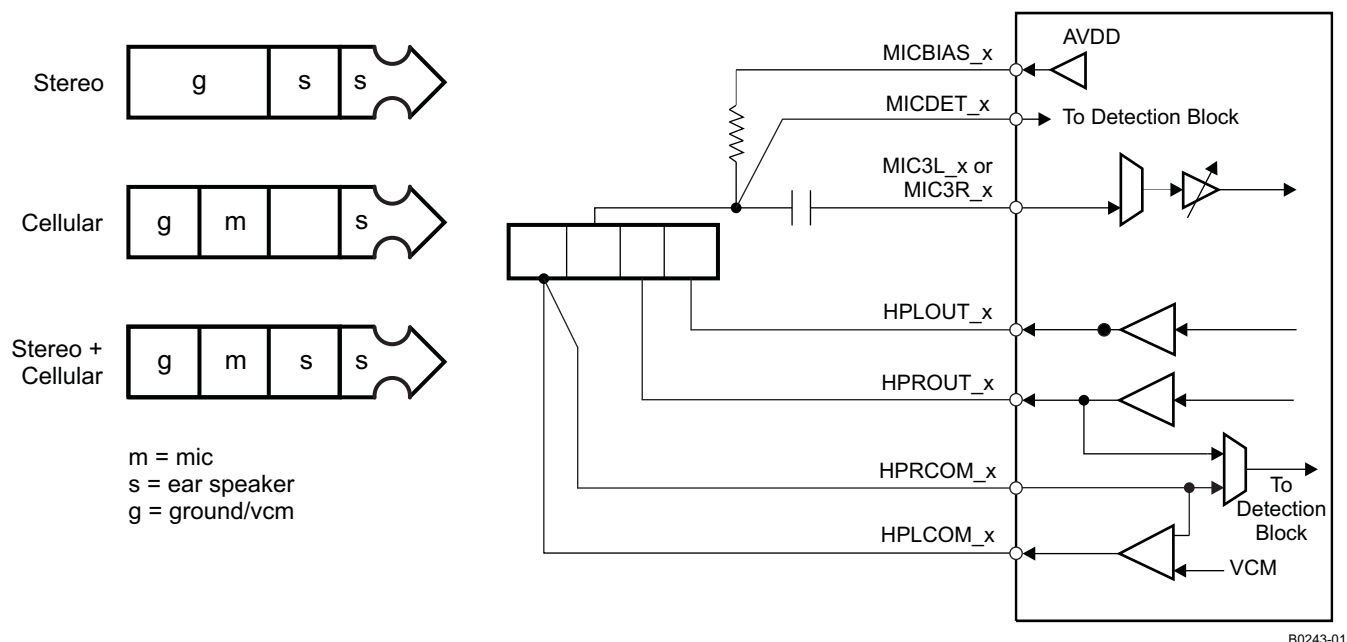 Stereo
g s s
Cellular
g m s
Stereo +
Cellular
g m s s
m = mic
s = ear speaker
g = ground/vcm
MICBIAS_x
AVDD
MICDET_x
To Detection Block
MIC3L_x or
MIC3R_x
HPLOUT_x
HPROUT_x
HPRCOM_x
To
Detection
Block
HPLCOM_x
VCM
B0243-01